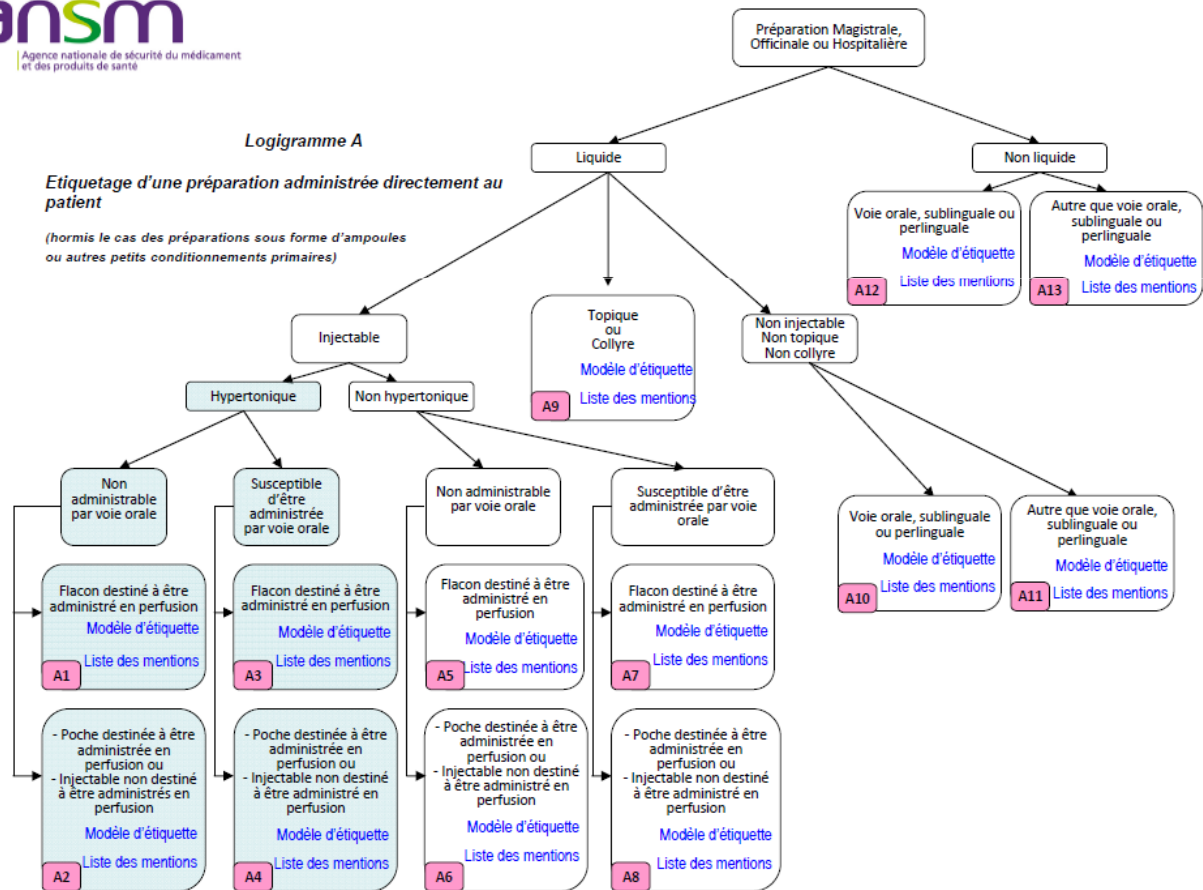 ansm
Agence nationale de sécurité du médicament
et des produits de santé
Logigramme A
Etiquetage d'une préparation administrée directement au
patient
(hormis le cas des préparations sous forme d'ampoules
ou autres petits conditionnements primaires)
Préparation Magistrale,
Officinale ou Hospitalière
Liquide
Non liquide
Voie orale, sublinguale ou
perlinguale
Modèle d'étiquette
Liste des mentions
A12
Autre que voie orale,
sublinguale ou
perlinguale
Modèle d'étiquette
Liste des mentions
A13
Injectable
Topique
ou
Collyre
Modèle d'étiquette
Liste des mentions
A9
Non injectable
Non topique
Non collyre
Hypertonique
Non hypertonique
Non
administrable
par voie orale
Susceptible
d'être
administrée
par voie orale
Non administrable
par voie orale
Susceptible d'être
administrée par voie
orale
Voie orale, sublinguale
ou perlinguale
Modèle d'étiquette
Liste des mentions
A10
Autre que voie orale,
sublinguale ou
perlinguale
Modèle d'étiquette
Liste des mentions
A11
Flacon destiné à être
administré en perfusion
Modèle d'étiquette
Liste des mentions
A1
Flacon destiné à être
administré en perfusion
Modèle d'étiquette
Liste des mentions
A3
Flacon destiné à être
administré en
perfusion
Modèle d'étiquette
Liste des mentions
A5
Flacon destiné à être
administré en perfusion
Modèle d'étiquette
Liste des mentions
A7
- Poche destinée à être
administrée en
perfusion ou
- Injectable non destiné
à être administrés en
perfusion
Modèle d'étiquette
Liste des mentions
A2
- Poche destinée à être
administrée en
perfusion ou
- Injectable non destiné
à être administré en
perfusion
Modèle d'étiquette
Liste des mentions
A4
- Poche destinée à être
administrée en
perfusion ou
- Injectable non destiné
à être administré en
perfusion
Modèle d'étiquette
Liste des mentions
A6
- Poche destinée à être
administrée en
perfusion ou
- Injectable non destiné
à être administré en
perfusion
Modèle d'étiquette
Liste des mentions
A8